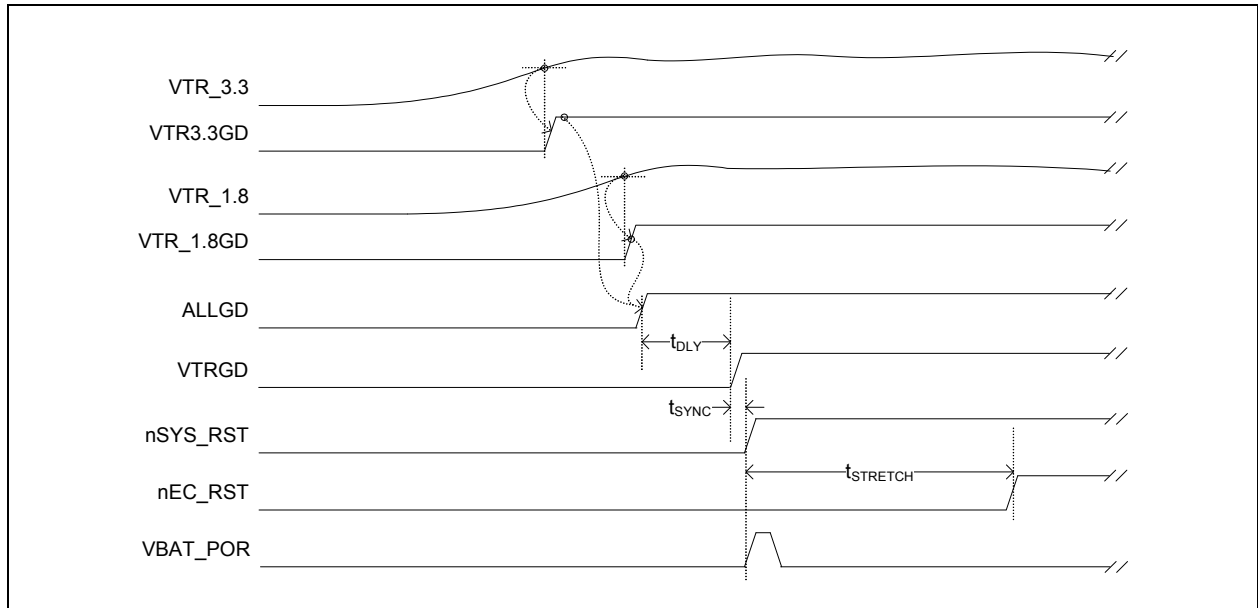 VTR_3.3
VTR3.3GD
VTR_1.8
VTR_1.8GD
ALLGD
tDLY
VTRGD
tSYNC
nSYS_RST
tSTRETCH
nEC_RST
VBAT_POR